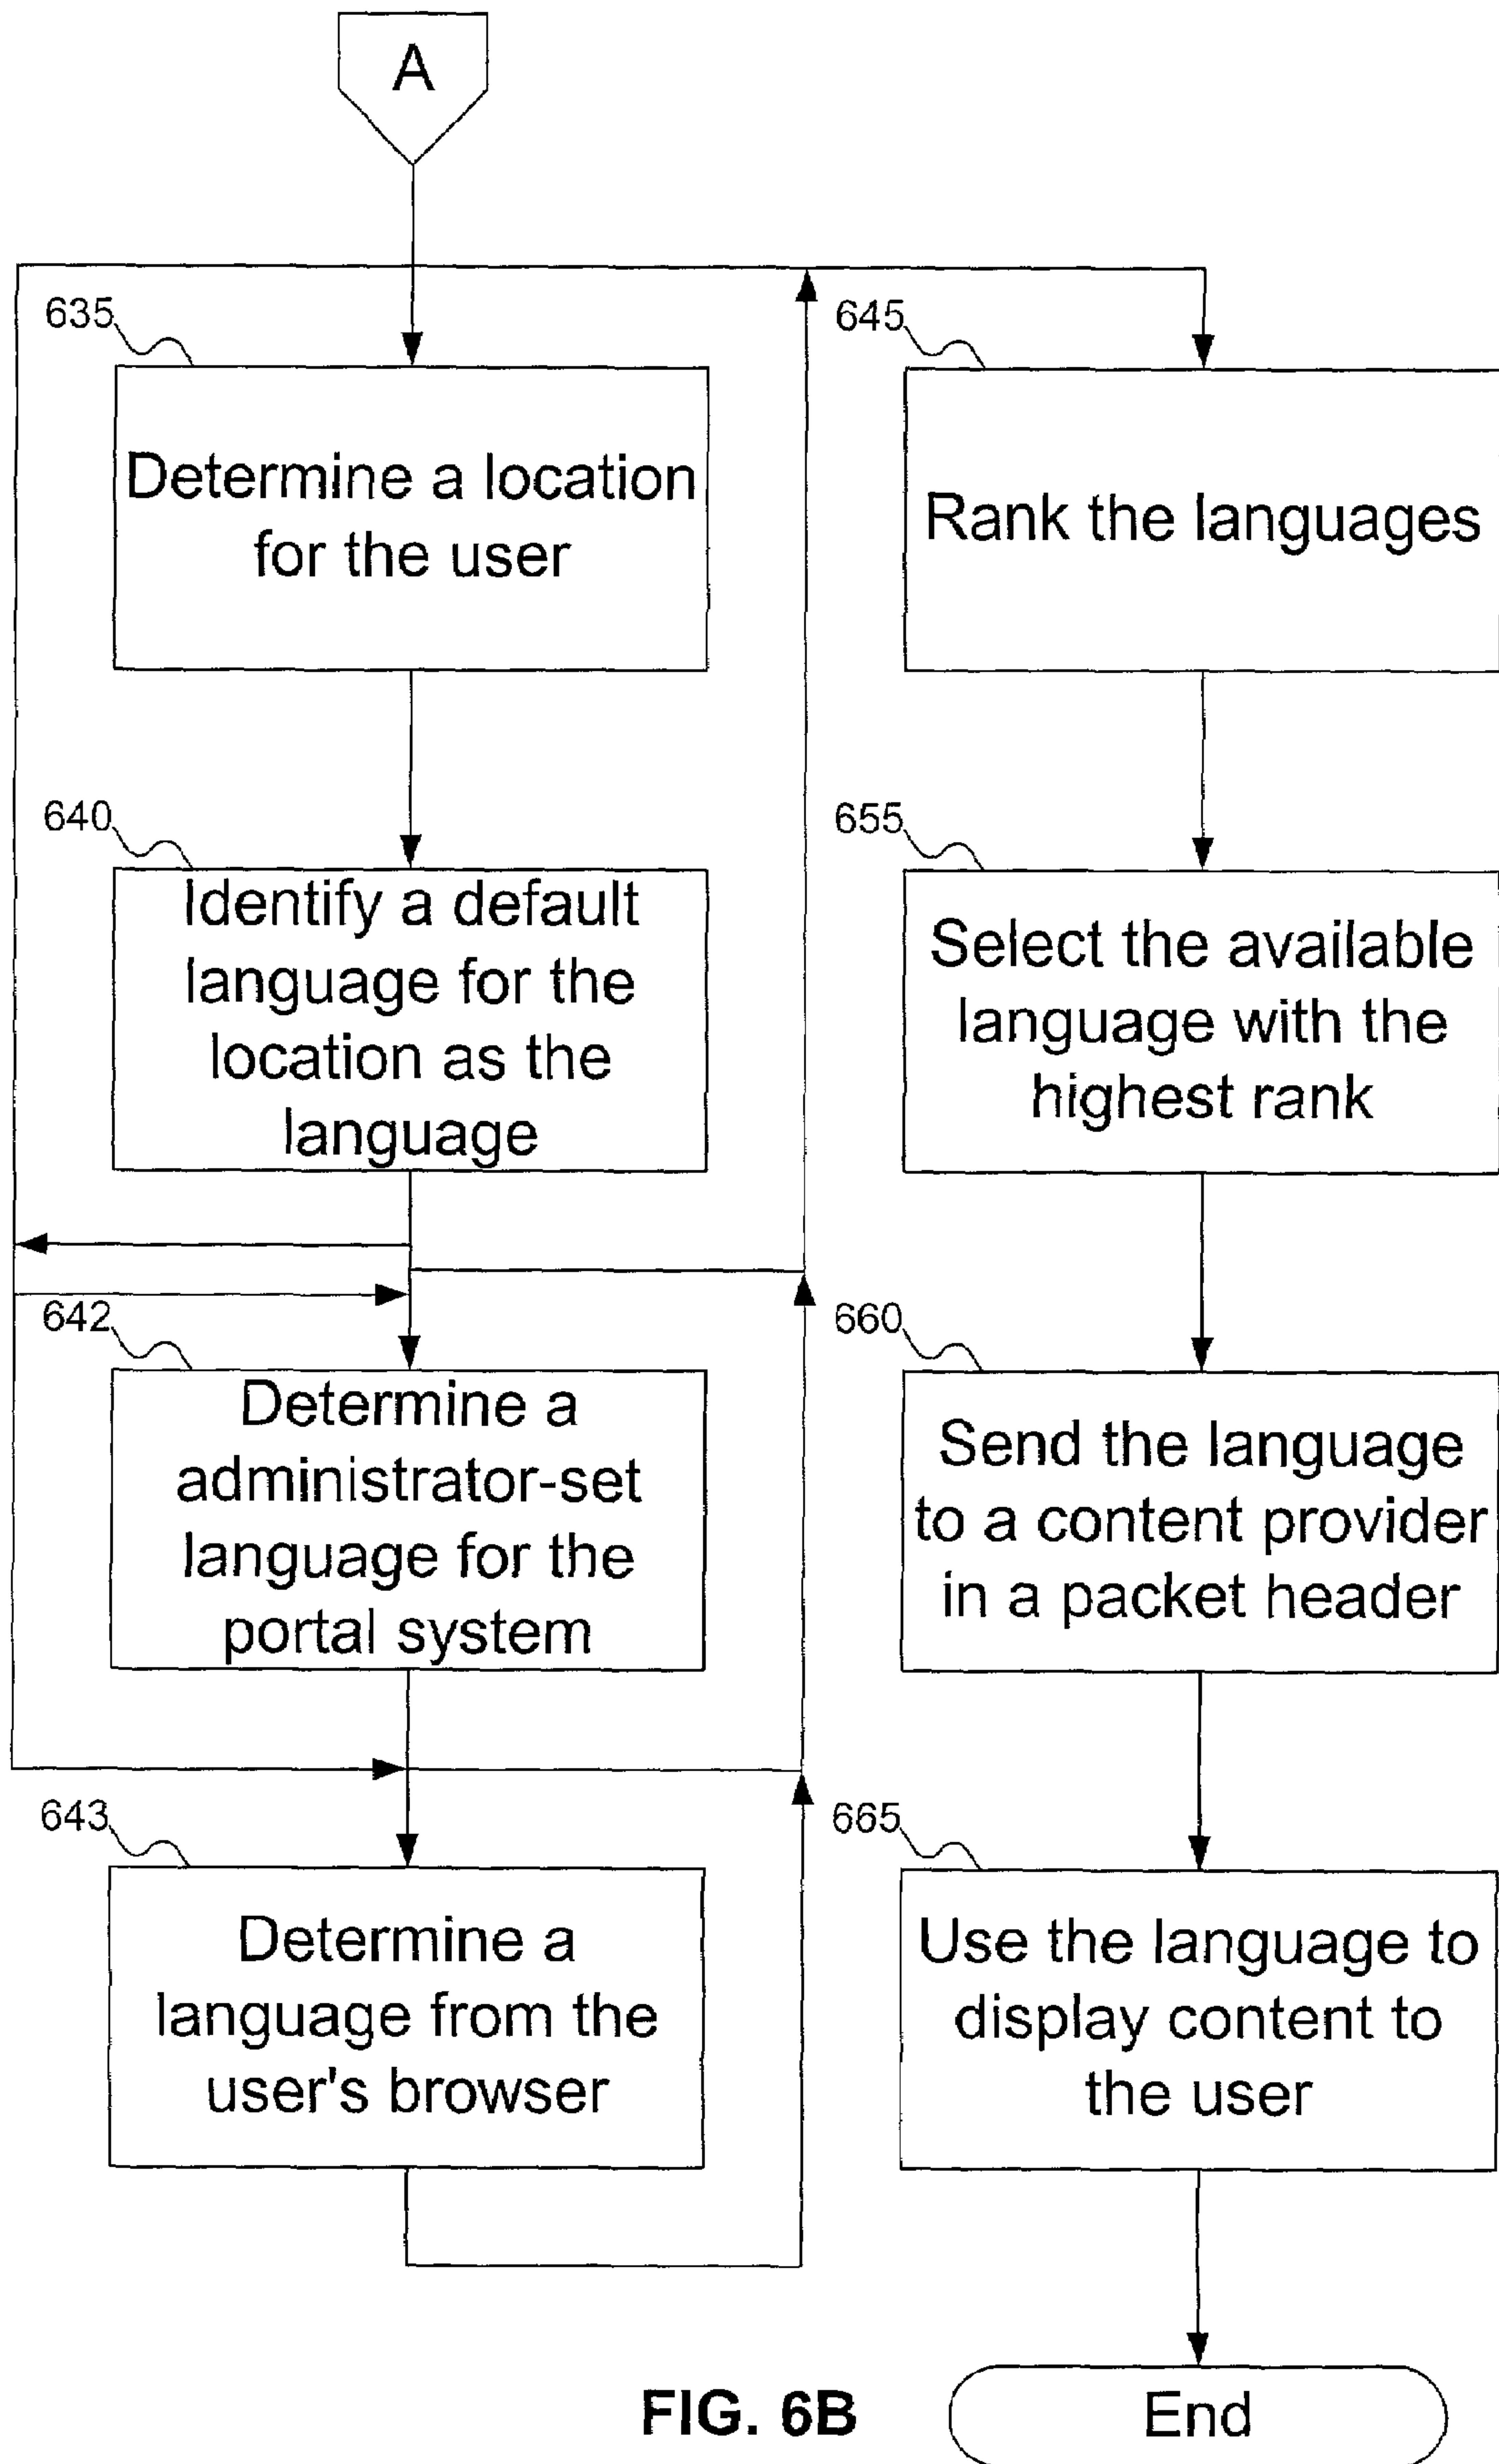 A
635
Determine a location
for the user
640
Identify a default
language for the
location as the
language
642
Determine a
administrator-set
language for the
portal system
643
Determine a
language from the
user's browser
645
Rank the languages
655
Select the available
language with the
highest rank
660
Send the language
to a content provider
in a packet header
665
Use the language to
display content to
the user
End
FIG. 6B